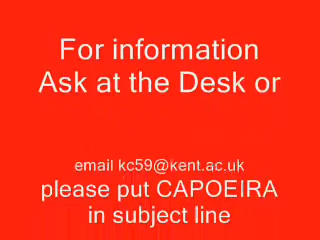 For information
Ask at the Desk or
email kc59@kent.ac.uk
please put CAPOEIRA
in subject line